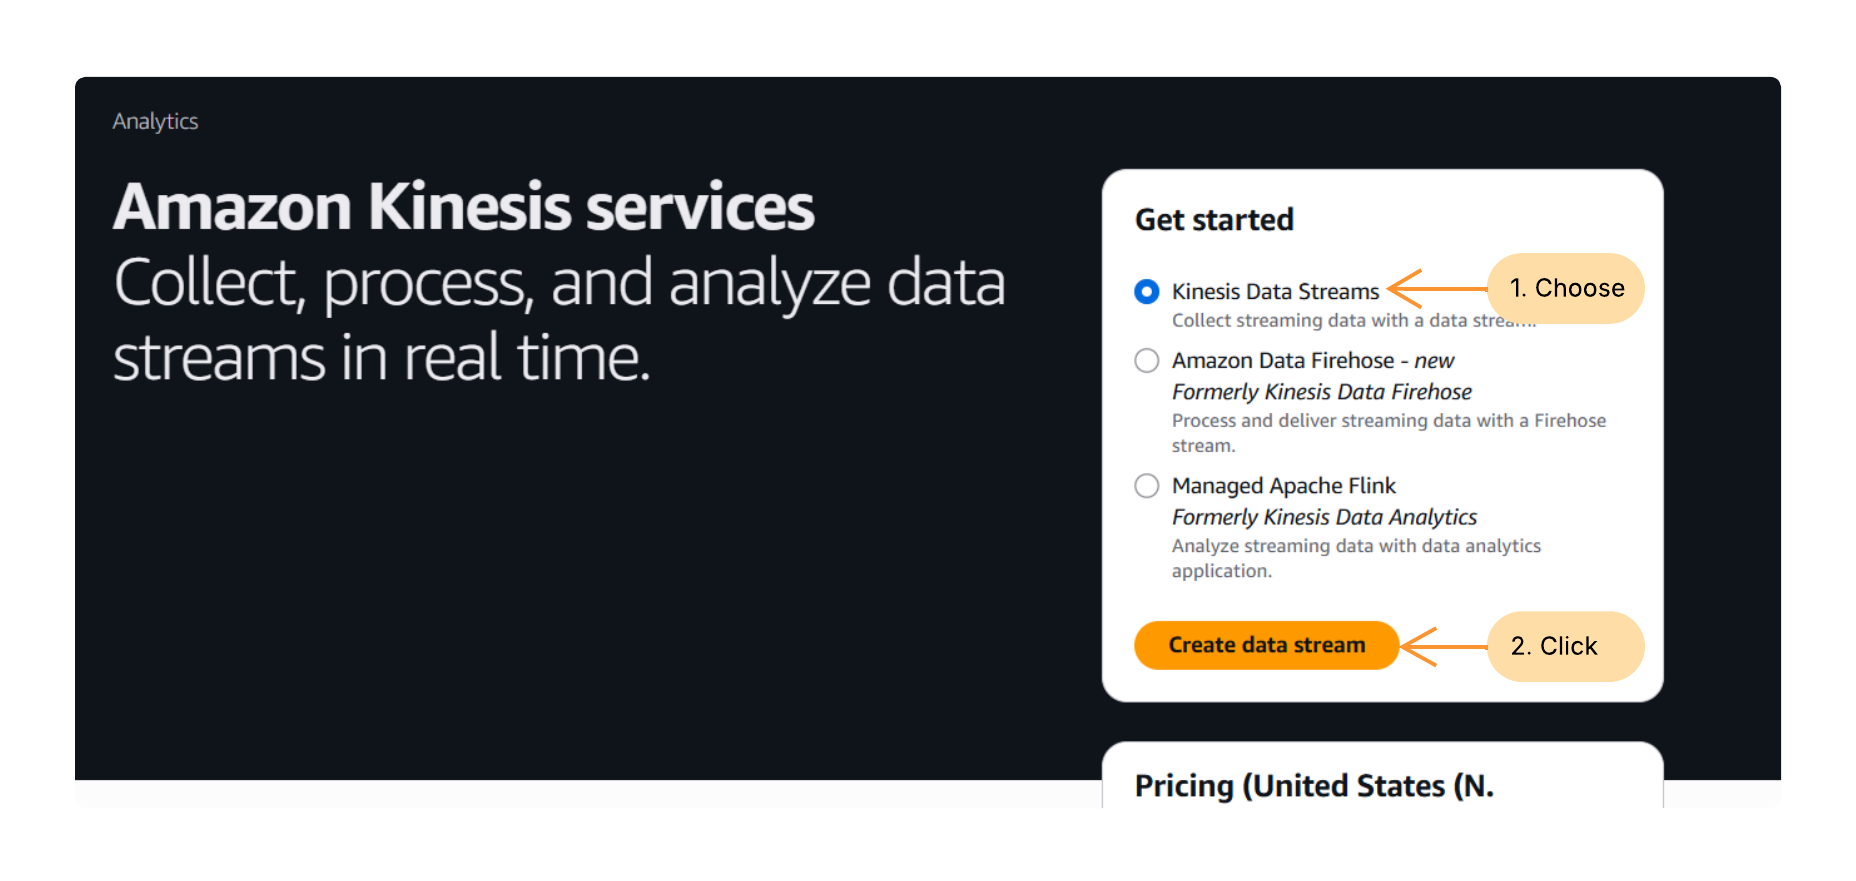 Analytics
Amazon Kinesis services
Collect, process, and analyze data
streams in real time.
Get started
Kinesis Data Streams
1. Choose
Collect streaming data with a data stream.
Amazon Data Firehose - new
Formerly Kinesis Data Firehose
Process and deliver streaming data with a Firehose
stream.
Managed Apache Flink
Formerly Kinesis Data Analytics
Analyze streaming data with data analytics
application.
Create data stream
2. Click
Pricing (United States (N.